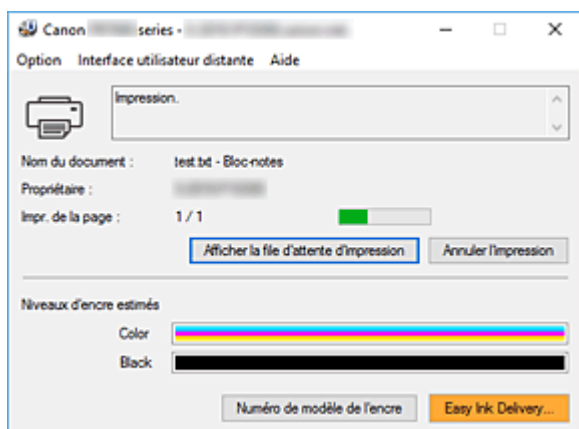 Canon series -
Option Interface utilisateur distante Aide
Impression.
Nom du document : test.txt - Bloc-notes
Propriétaire :
Impr. de la page : 1 / 1
Afficher la file d'attente d'impression Annuler l'impression
Niveaux d'encre estimés
Color
Black
Numéro de modèle de l'encre Easy Ink Delivery...